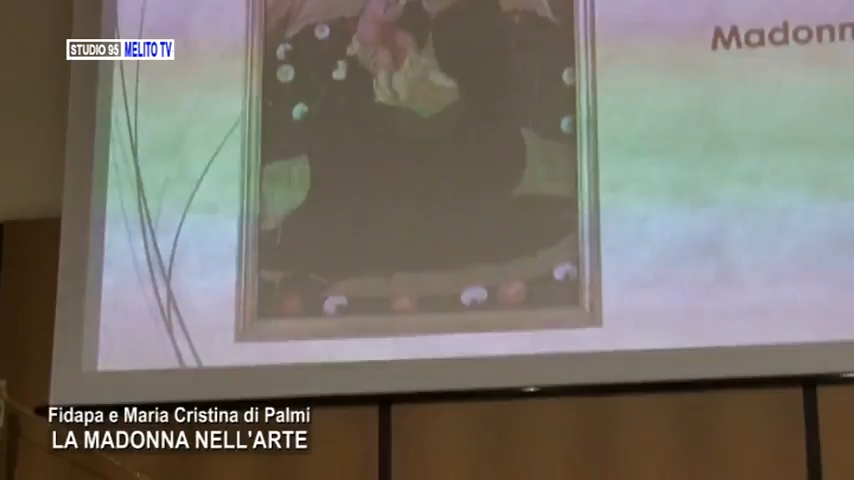 STUDIO 95 MELITO TV
Madonn
Fidapa e Maria Cristina di Palmi
LA MADONNA NELL'ARTE